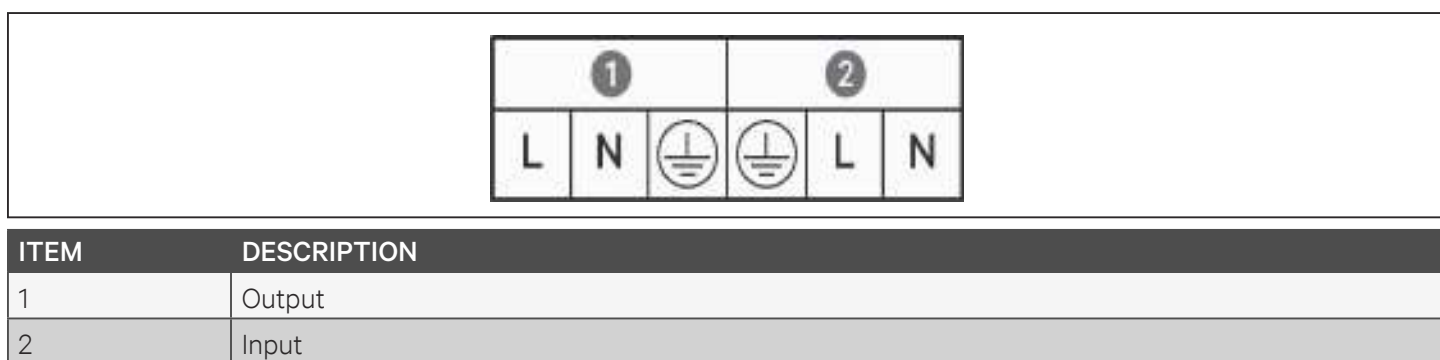 1 2
L N L N
ITEM DESCRIPTION
1 Output
2 Input